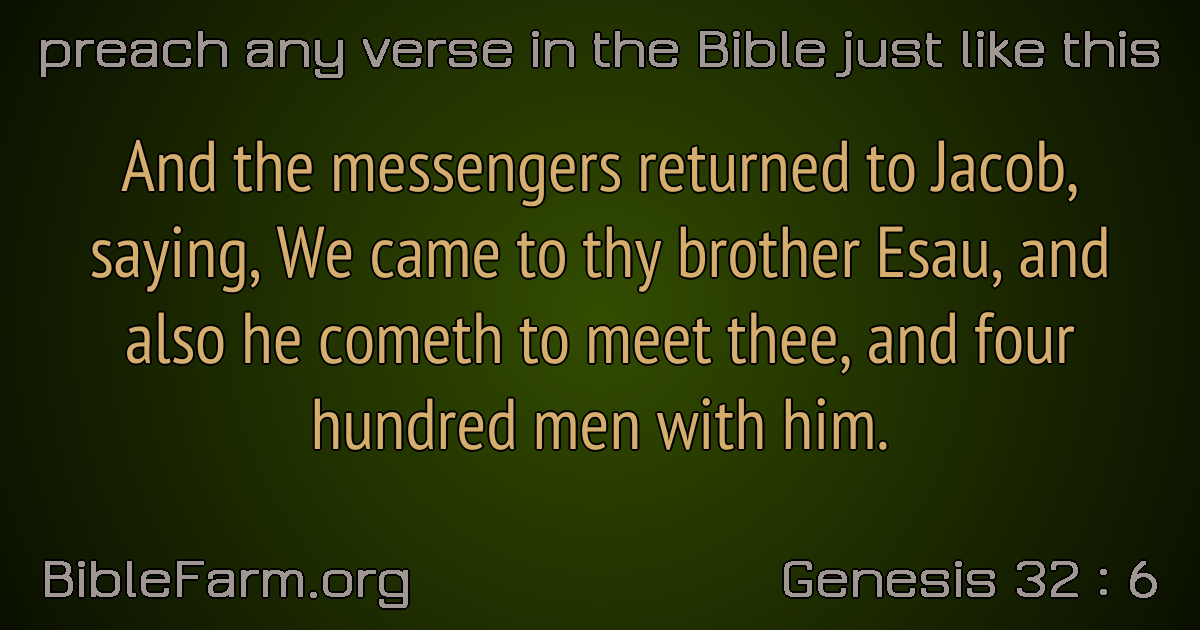 preach any verse in the Bible just like this
And the messengers returned to Jacob,
saying, We came to thy brother Esau, and
also he cometh to meet thee, and four
hundred men with him.
BibleFarm.org
Genesis 32 : 6